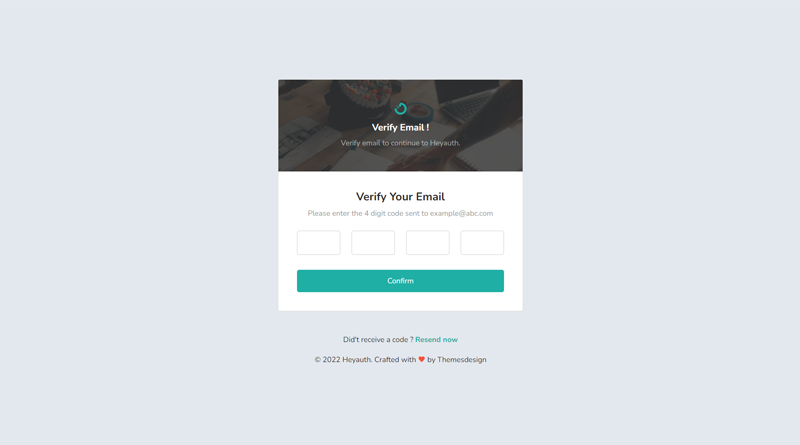 Verify Email !
Verify email to continue to Heyauth.
Verify Your Email
Please enter the 4 digit code sent to example@abc.com
Confirm
Didt't receive a code ? Resend now
© 2022 Heyauth. Crafted with ❤ by Themesdesign